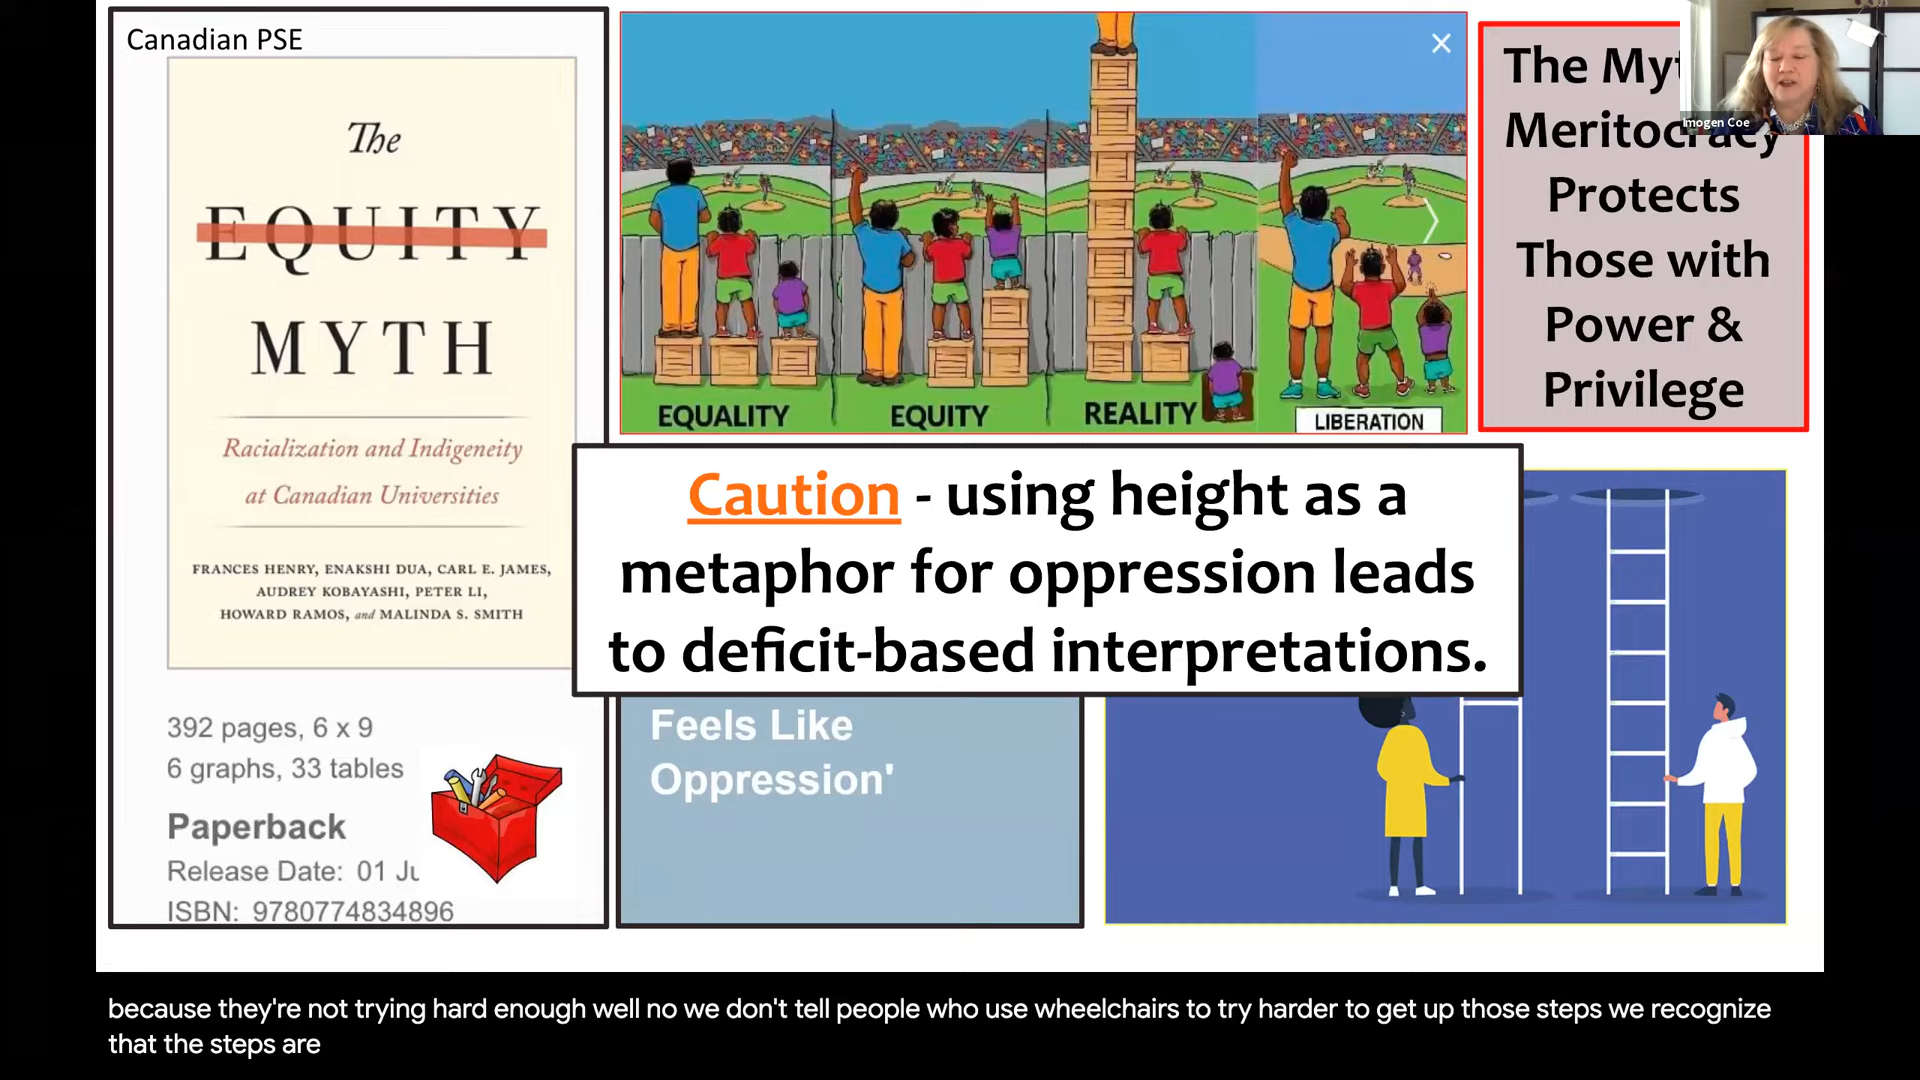 Canadian PSE
The
EQUITY
MYTH
Racialization and Indigeneity
at Canadian Universities
FRANCES HENRY, ENAKSHI DUA, CARL E. JAMES,
AUDREY KOBAYASHI, PETER LI,
HOWARD RAMOS, and MALINDA S. SMITH
392 pages, 6 x 9
6 graphs, 33 tables
Paperback
Release Date: 01 Ju
ISBN: 9780774834896
EQUALITY
EQUITY
REALITY
LIBERATION
The Myt
Meritocracy
Protects
Those with
Power &
Privilege
Imogen Coe
Caution - using height as a
metaphor for oppression leads
to deficit-based interpretations.
Feels Like
Oppression'
because they're not trying hard enough well no we don't tell people who use wheelchairs to try harder to get up those steps we recognize
that the steps are